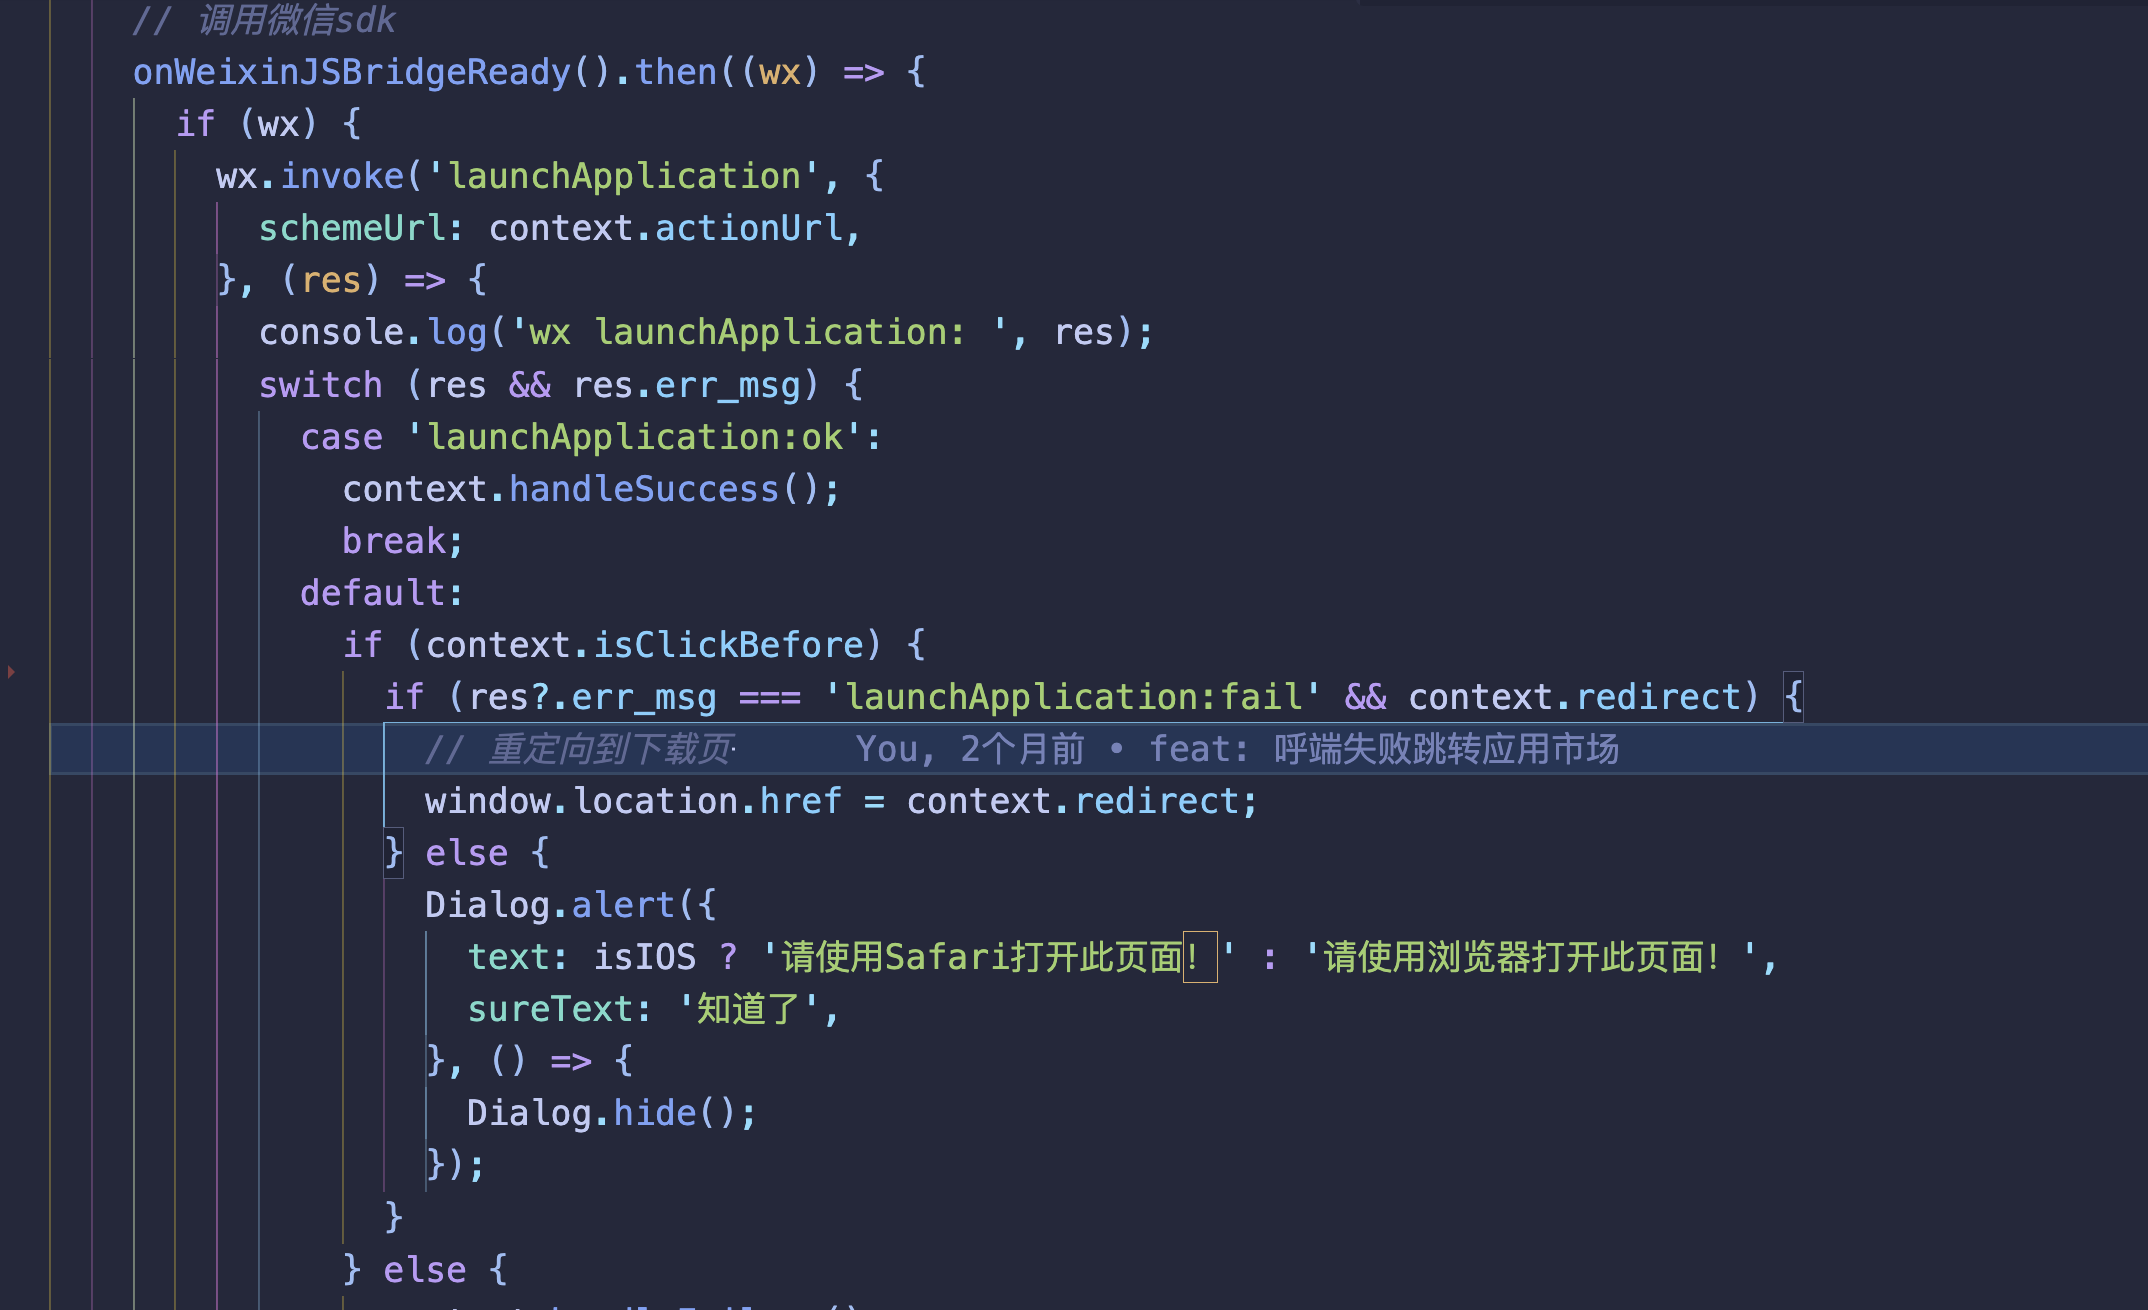 // 调用微信sdk
onWeixinJSBridgeReady().then((wx) => {
if (wx) {
wx.invoke('launchApplication', {
schemeUrl: context.actionUrl,
}, (res) => {
console.log('wx launchApplication: ', res);
switch (res && res.err_msg) {
case 'launchApplication:ok':
context.handleSuccess();
break;
default:
if (context.isClickBefore) {
if (res?.err_msg === 'launchApplication:fail' && context.redirect) {
// 重定向到下载页 You, 2个月前 • feat: 呼端失败跳转应用市场
window.location.href = context.redirect;
} else {
Dialog.alert({
text: isIOS ? '请使用Safari打开此页面！' : '请使用浏览器打开此页面！',
sureText: '知道了',
}, () => {
Dialog.hide();
});
}
} else {